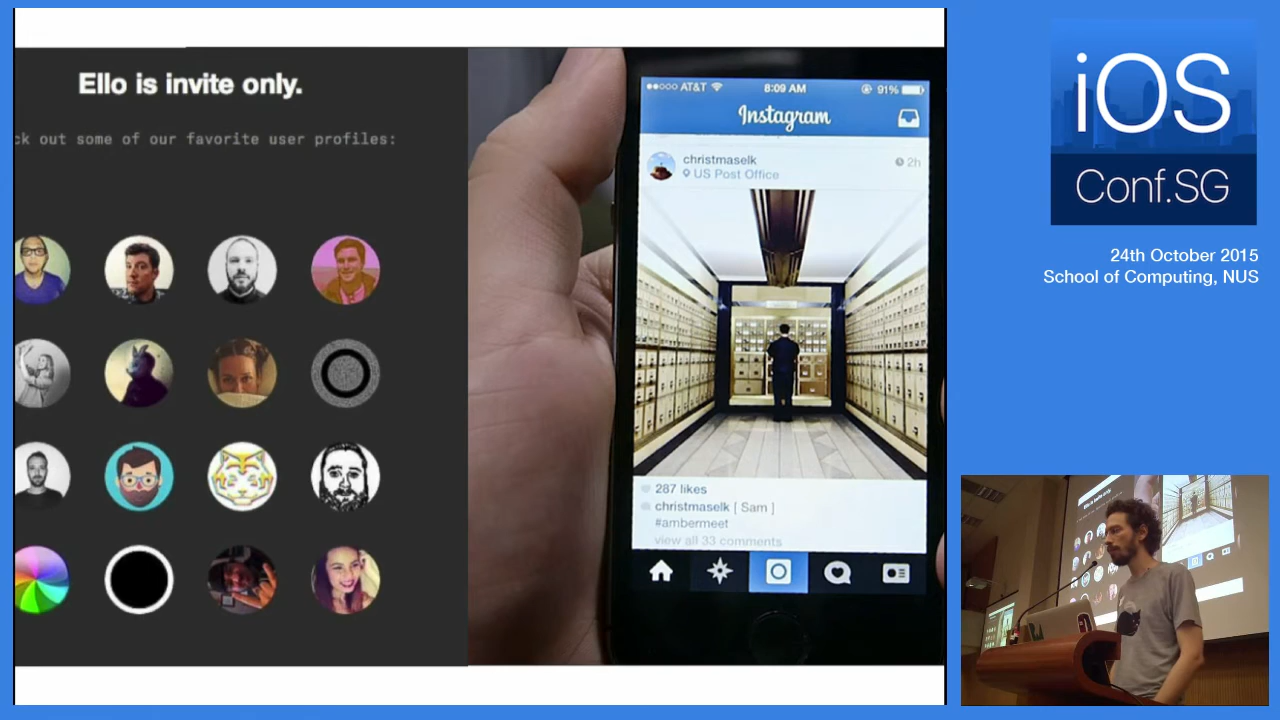 Ello is invite only.
ck out some of our favorite user profiles:
AT&T
8:09 AM
91%
Instagram
christmaselk
2h
US Post Office
287 likes
christmaselk [ Sam ]
#ambermeet
view all 33 comments
iOS
Conf.SG
24th October 2015
School of Computing, NUS